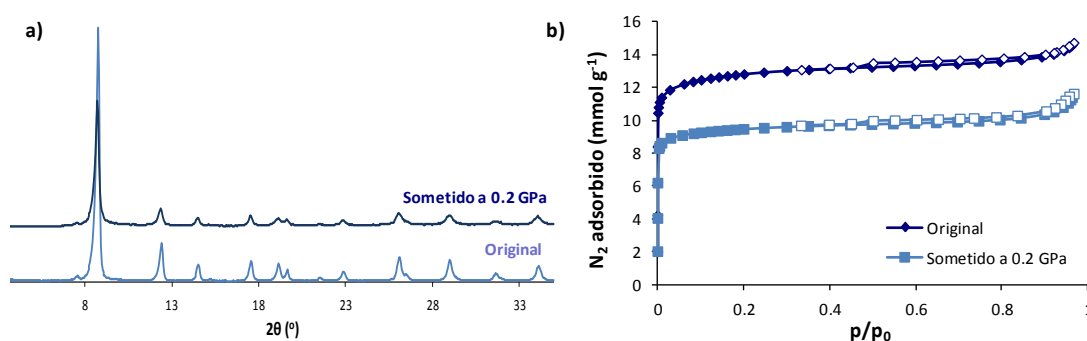 a)
Sometido a 0.2 GPa
Original
8 13 18 23 28 33
2θ (º)
b)
N₂ adsorbido (mmol g⁻¹)
16
14
12
10
8
6
4
2
0
Original
Sometido a 0.2 GPa
0 0.2 0.4 0.6 0.8 1
p/p₀